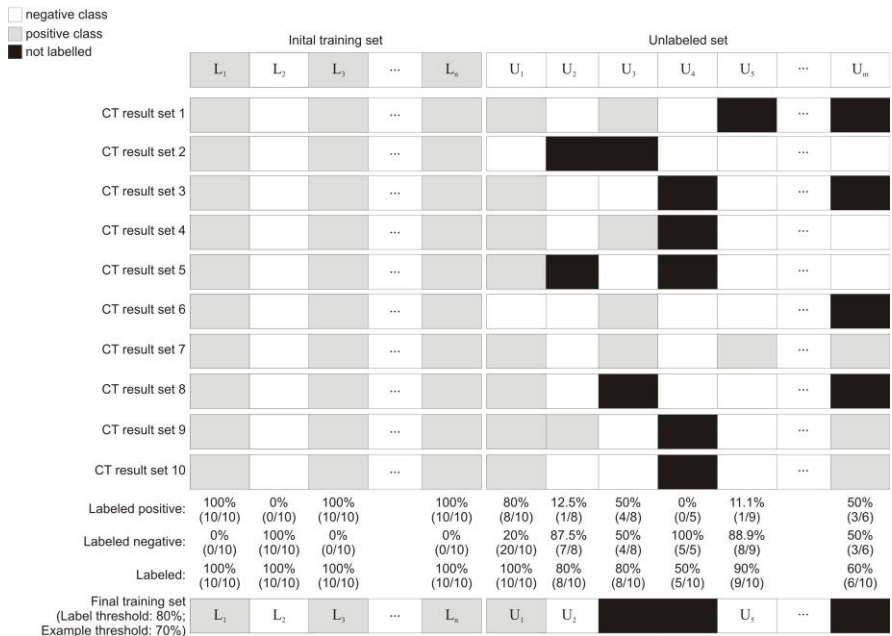 negative class
positive class
not labelled
Inital training set
Unlabeled set
L₁ L₂ L₃ ... Lₙ U₁ U₂ U₃ U₄ U₅ ... Uₘ
CT result set 1 ... ...
CT result set 2 ... ...
CT result set 3 ... ...
CT result set 4 ... ...
CT result set 5 ... ...
CT result set 6 ... ...
CT result set 7 ... ...
CT result set 8 ... ...
CT result set 9 ... ...
CT result set 10 ... ...
Labeled positive: 100% 0% 100% 100% 80% 12.5% 50% 0% 11.1% 50%
(10/10) (0/10) (10/10) (10/10) (8/10) (1/8) (4/8) (0/5) (1/9) (3/6)
Labeled negative: 0% 100% 0% 0% 20% 87.5% 50% 100% 88.9% 50%
(0/10) (10/10) (0/10) (0/10) (20/10) (7/8) (4/8) (5/5) (8/9) (3/6)
Labeled: 100% 100% 100% 100% 100% 80% 80% 50% 90% 60%
(10/10) (10/10) (10/10) (10/10) (10/10) (8/10) (8/10) (5/10) (9/10) (6/10)
Final training set
(Label threshold: 80%; L₁ L₂ L₃ ... Lₙ U₁ U₂ U₅ ...
Example threshold: 70%)